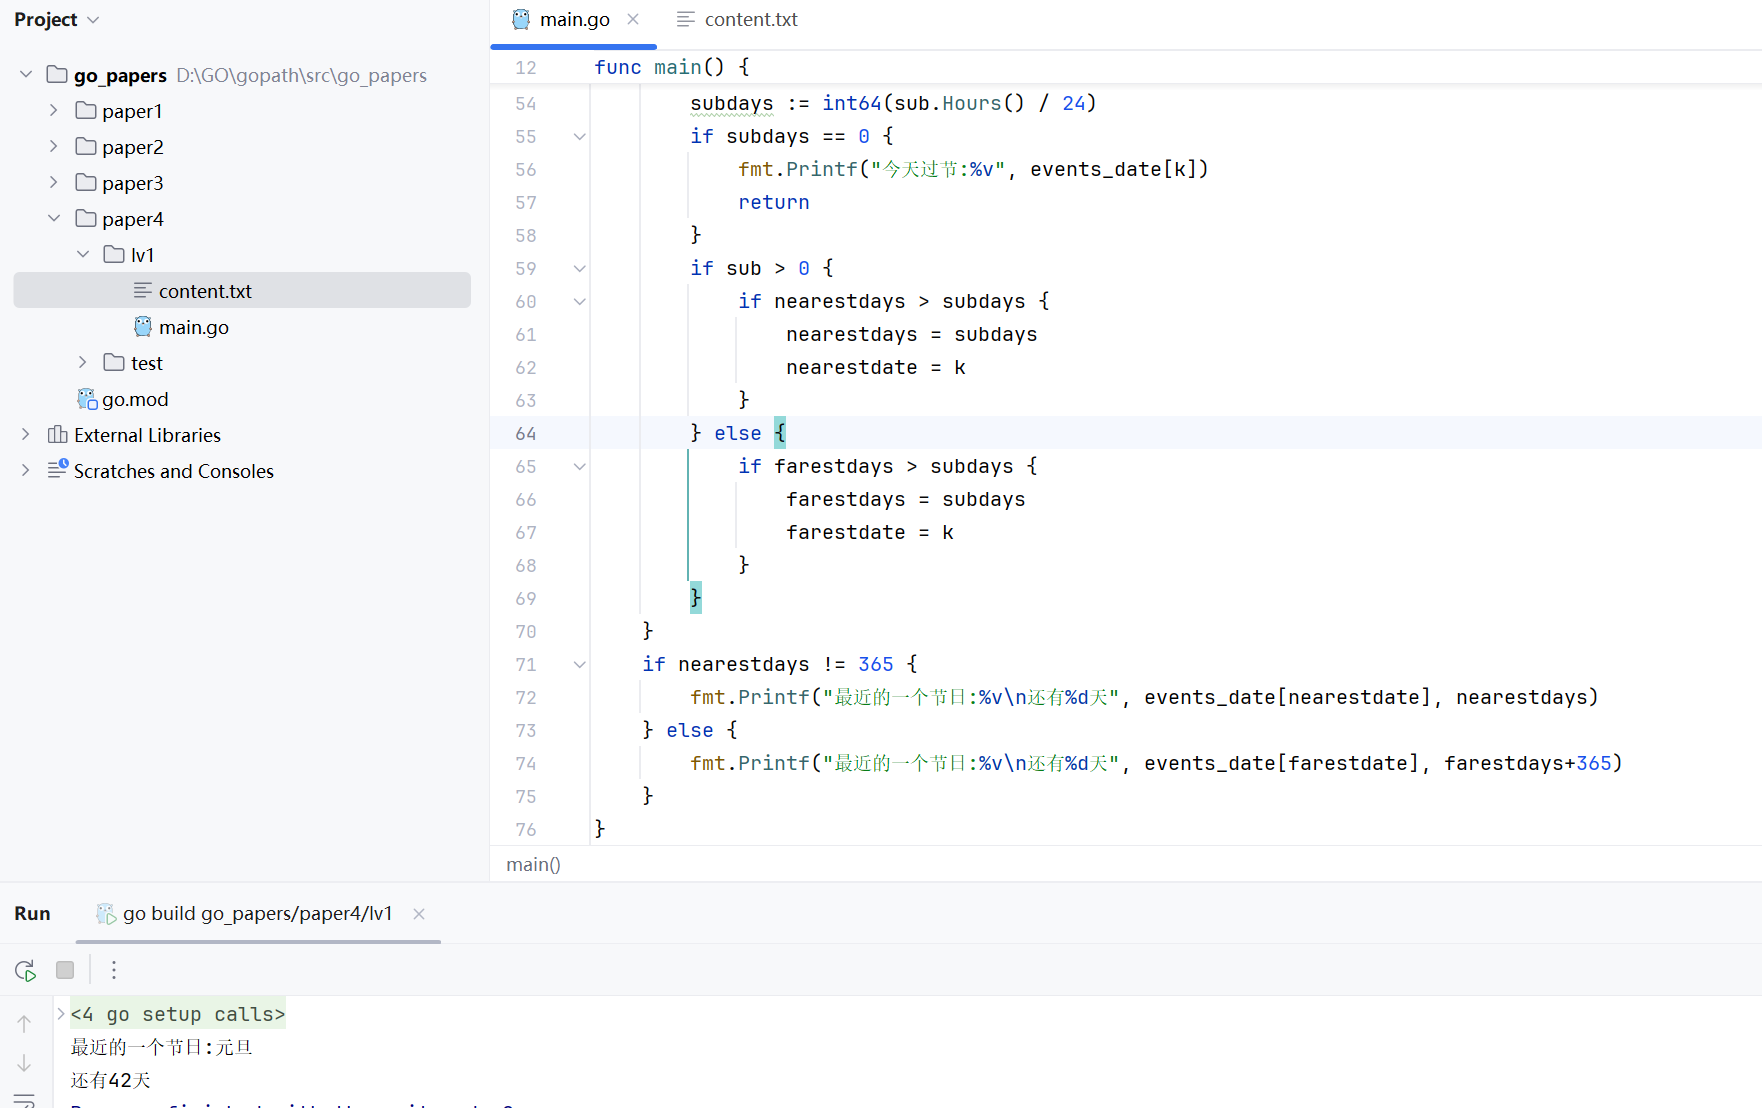 Project
main.go
content.txt
go_papers D:\GO\gopath\src\go_papers
paper1
paper2
paper3
paper4
lv1
content.txt
main.go
test
go.mod
External Libraries
Scratches and Consoles
12 func main() {
54 subdays := int64(sub.Hours() / 24)
55 if subdays == 0 {
56 fmt.Printf("今天过节:%v", events_date[k])
57 return
58 }
59 if sub > 0 {
60 if nearestdays > subdays {
61 nearestdays = subdays
62 nearestdate = k
63 }
64 } else {
65 if farestdays > subdays {
66 farestdays = subdays
67 farestdate = k
68 }
69 }
70 }
71 if nearestdays != 365 {
72 fmt.Printf("最近的一个节日:%v\n还有%d天", events_date[nearestdate], nearestdays)
73 } else {
74 fmt.Printf("最近的一个节日:%v\n还有%d天", events_date[farestdate], farestdays+365)
75 }
76 }
main()
Run go build go_papers/paper4/lv1
<4 go setup calls>
最近的一个节日:元旦
还有42天